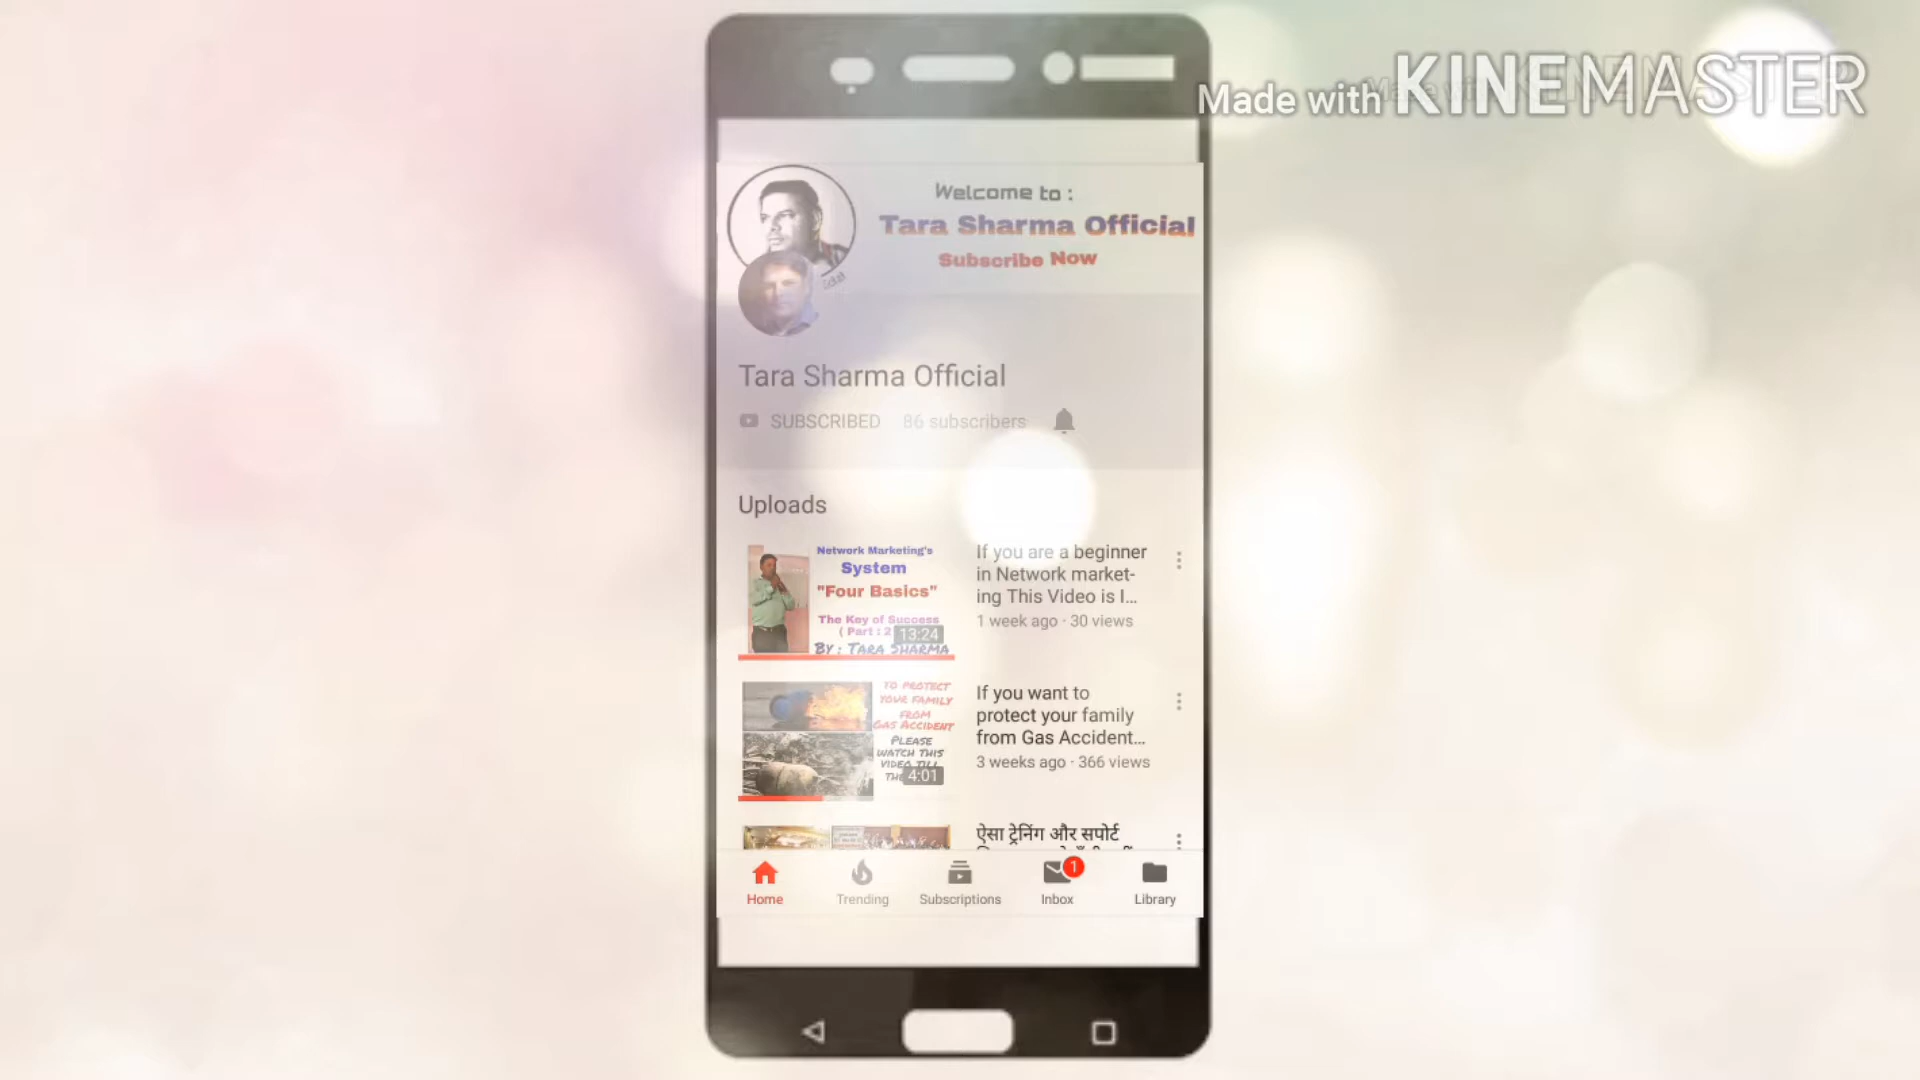 Made with KINEMASTER
Welcome to :
Tara Sharma Official
Subscribe Now
Tara Sharma Official
SUBSCRIBED 86 subscribers
Uploads
Network Marketing's
System
"Four Basics"
The Key of Success
( Part : 2
13:24
By : Tara Sharma
If you are a beginner
in Network market-
ing This Video is I...
1 week ago · 30 views
TO PROTECT
YOUR FAMILY
FROM
GAS ACCIDENT
PLEASE
WATCH THIS
VIDEO TILL
4:01
If you want to
protect your family
from Gas Accident...
3 weeks ago · 366 views
ऐसा ट्रेनिंग और सपोर्ट
1
Home Trending Subscriptions Inbox Library